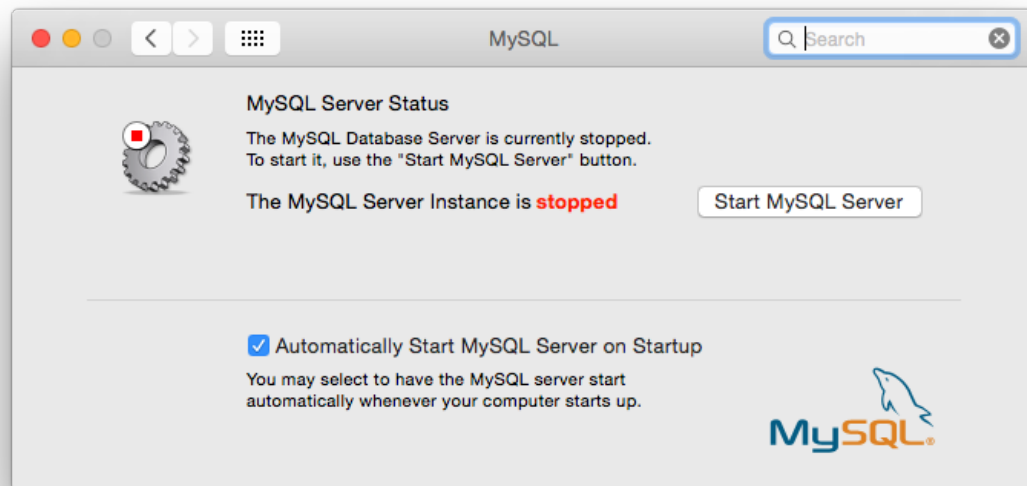 MySQL
Search
MySQL Server Status
The MySQL Database Server is currently stopped.
To start it, use the "Start MySQL Server" button.
The MySQL Server Instance is stopped
Start MySQL Server
Automatically Start MySQL Server on Startup
You may select to have the MySQL server start
automatically whenever your computer starts up.
MySQL®